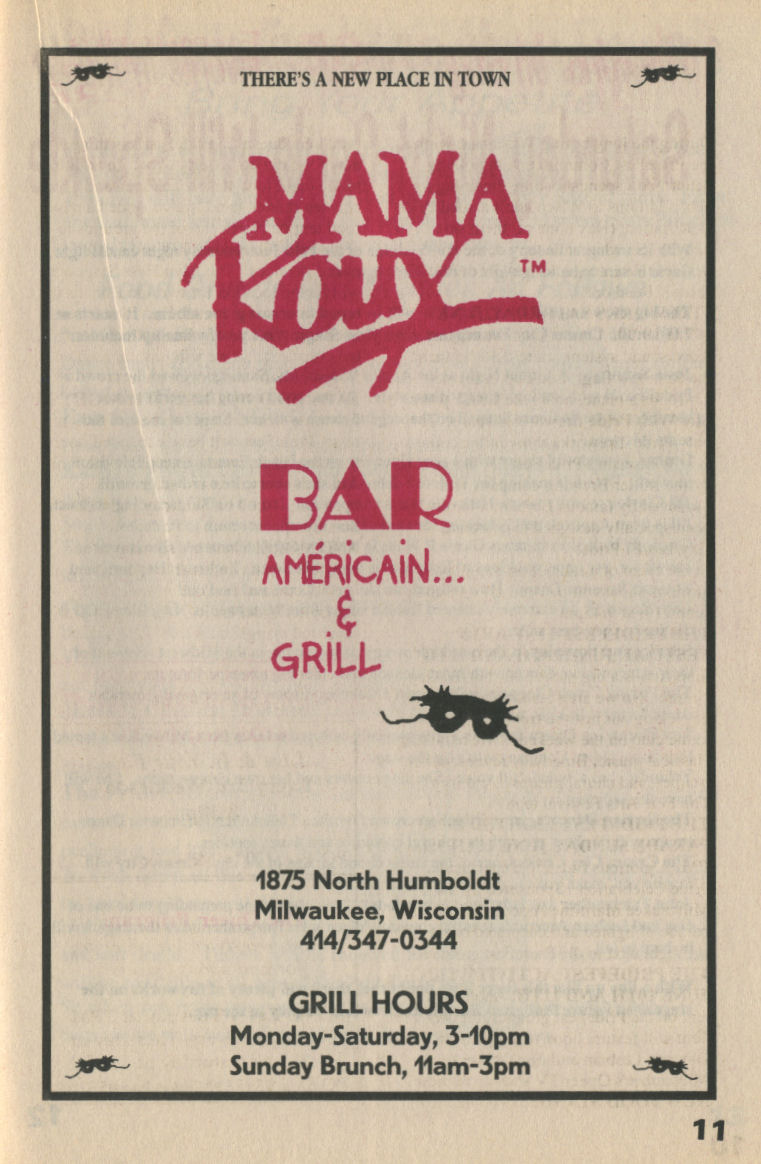 THERE'S A NEW PLACE IN TOWN
MAMA
Roux ™
BAR
AMÉRiCAiN...
&
GRiLL
1875 North Humboldt
Milwaukee, Wisconsin
414/347-0344
GRILL HOURS
Monday-Saturday, 3-10pm
Sunday Brunch, 11am-3pm
11